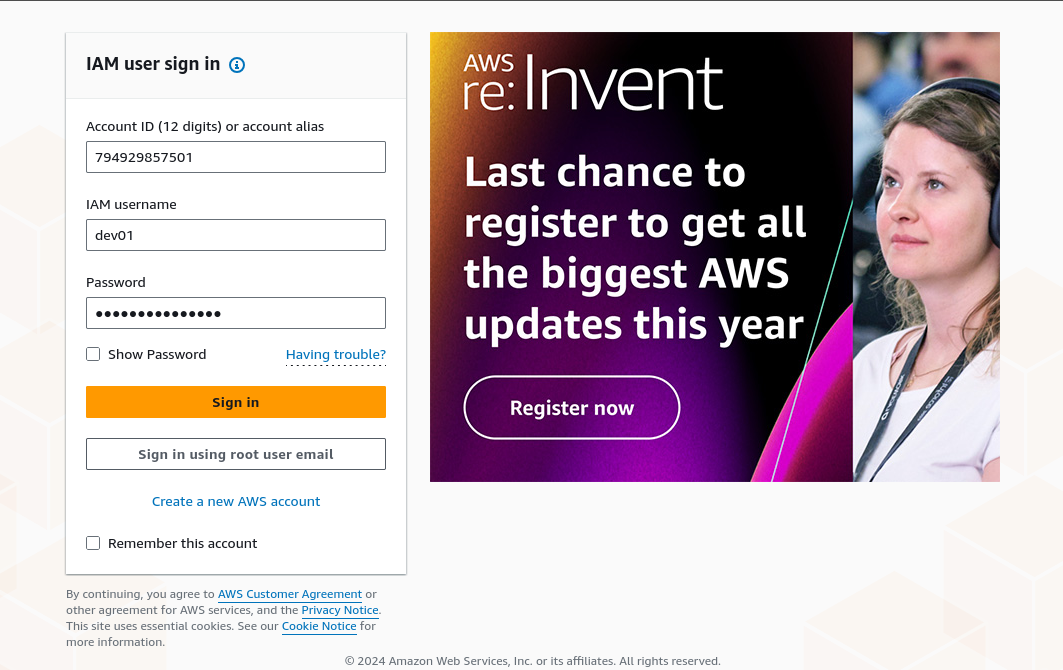 IAM user sign in
Account ID (12 digits) or account alias
794929857501
IAM username
dev01
Password
•••••••••••••••
Show Password
Having trouble?
Sign in
Sign in using root user email
Create a new AWS account
Remember this account
By continuing, you agree to AWS Customer Agreement or
other agreement for AWS services, and the Privacy Notice.
This site uses essential cookies. See our Cookie Notice for
more information.
AWS
re:Invent
Last chance to
register to get all
the biggest AWS
updates this year
Register now
© 2024 Amazon Web Services, Inc. or its affiliates. All rights reserved.